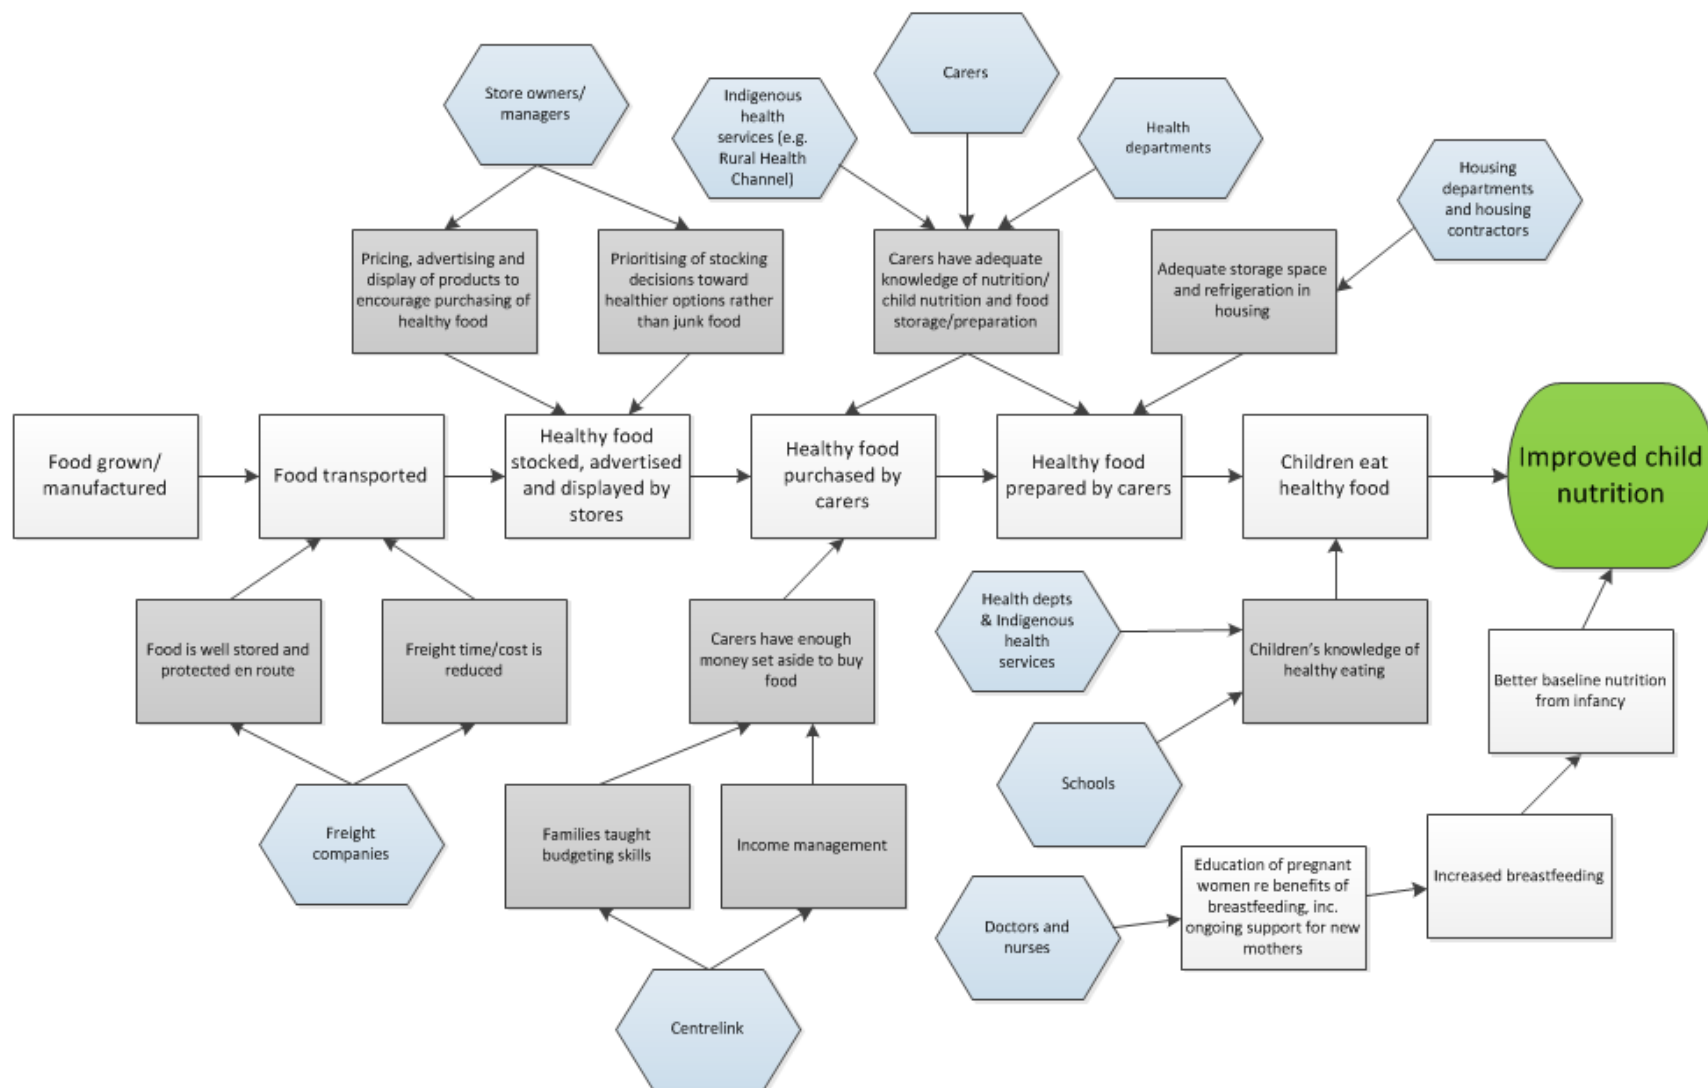 Carers
Store owners/
managers
Indigenous
health
services (e.g.
Rural Health
Channel)
Health
departments
Housing
departments
and housing
contractors
Pricing, advertising and
display of products to
encourage purchasing of
healthy food
Prioritising of stocking
decisions toward
healthier options rather
than junk food
Carers have adequate
knowledge of nutrition/
child nutrition and food
storage/preparation
Adequate storage space
and refrigeration in
housing
Food grown/
manufactured
Food transported
Healthy food
stocked, advertised
and displayed by
stores
Healthy food
purchased by
carers
Healthy food
prepared by carers
Children eat
healthy food
Improved child
nutrition
Food is well stored and
protected en route
Freight time/cost is
reduced
Carers have enough
money set aside to buy
food
Health depts
& Indigenous
health
services
Children’s knowledge of
healthy eating
Better baseline nutrition
from infancy
Schools
Freight
companies
Families taught
budgeting skills
Income management
Education of pregnant
women re benefits of
breastfeeding, inc.
ongoing support for new
mothers
Increased breastfeeding
Doctors and
nurses
Centrelink